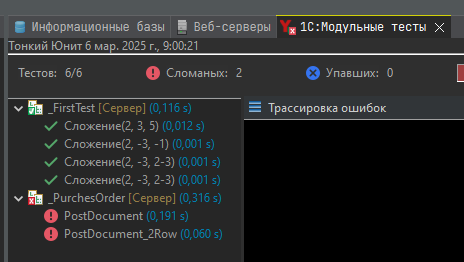 Информационные базы Веб-серверы 1С:Модульные тесты
Тонкий Юнит 6 мар. 2025 г., 9:00:21
Тестов: 6/6 Сломаных: 2 Упавших: 0
_FirstTest [Сервер] (0,116 s)
Трассировка ошибок
Сложение(2, 3, 5) (0,012 s)
Сложение(2, -3, -1) (0,001 s)
Сложение(2, -3, 2-3) (0,001 s)
Сложение(2, -3, 2-3) (0,001 s)
_PurchesOrder [Сервер] (0,316 s)
PostDocument (0,191 s)
PostDocument_2Row (0,060 s)